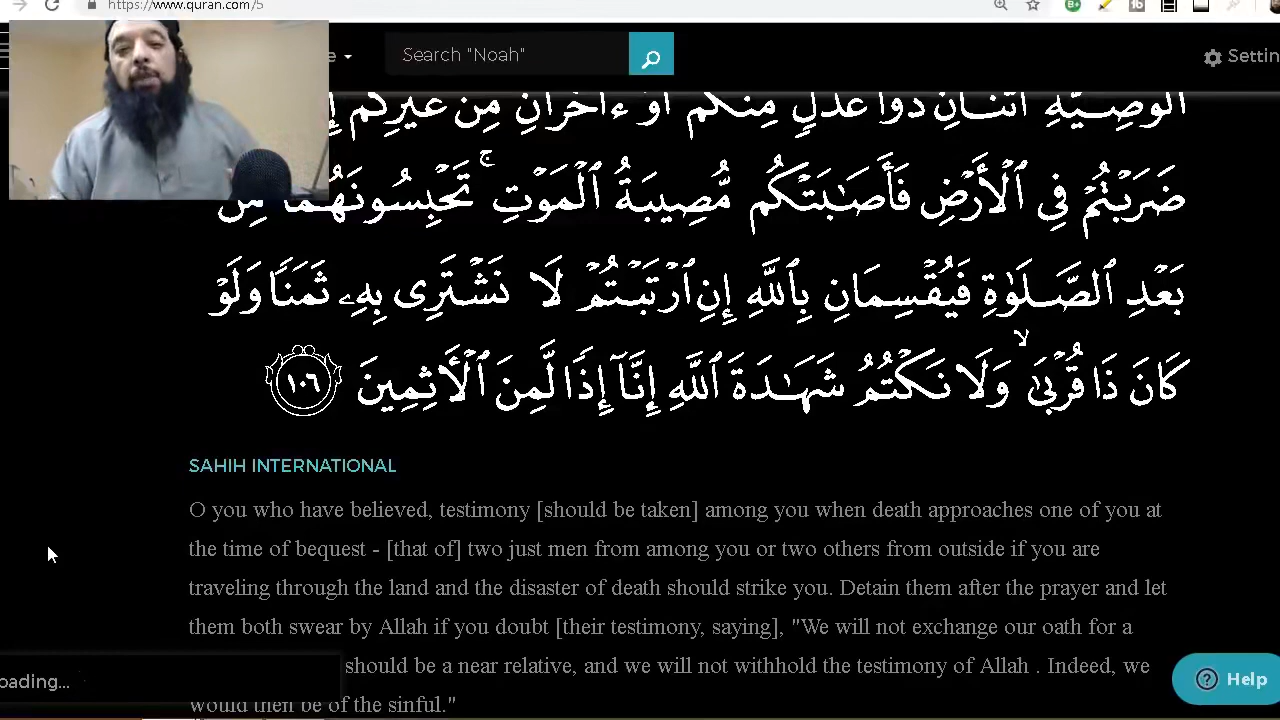 https://www.quran.com/5
Search "Noah"
Settin
ٱلْوَصِيَّةِ ٱثْنَانِ ذَوَا عَدْلٍ مِّنكُمْ أَوْ ءَاخَرَانِ مِنْ غَيْرِكُمْ
ضَرَبْتُمْ فِى ٱلْأَرْضِ فَأَصَـٰبَتْكُم مُّصِيبَةُ ٱلْمَوْتِ ۚ تَحْبِسُونَهُمَا مِنۢ
بَعْدِ ٱلصَّلَوٰةِ فَيُقْسِمَانِ بِٱللَّهِ إِنِ ٱرْتَبْتُمْ لَا نَشْتَرِى بِهِۦ ثَمَنًا وَلَوْ
كَانَ ذَا قُرْبَىٰ ۙ وَلَا نَكْتُمُ شَهَـٰدَةَ ٱللَّهِ إِنَّآ إِذًا لَّمِنَ ٱلْـَٔاثِمِينَ ١٠٦
SAHIH INTERNATIONAL
O you who have believed, testimony [should be taken] among you when death approaches one of you at
the time of bequest - [that of] two just men from among you or two others from outside if you are
traveling through the land and the disaster of death should strike you. Detain them after the prayer and let
them both swear by Allah if you doubt [their testimony, saying], "We will not exchange our oath for a
should be a near relative, and we will not withhold the testimony of Allah . Indeed, we
would then be of the sinful."
oading...
Help